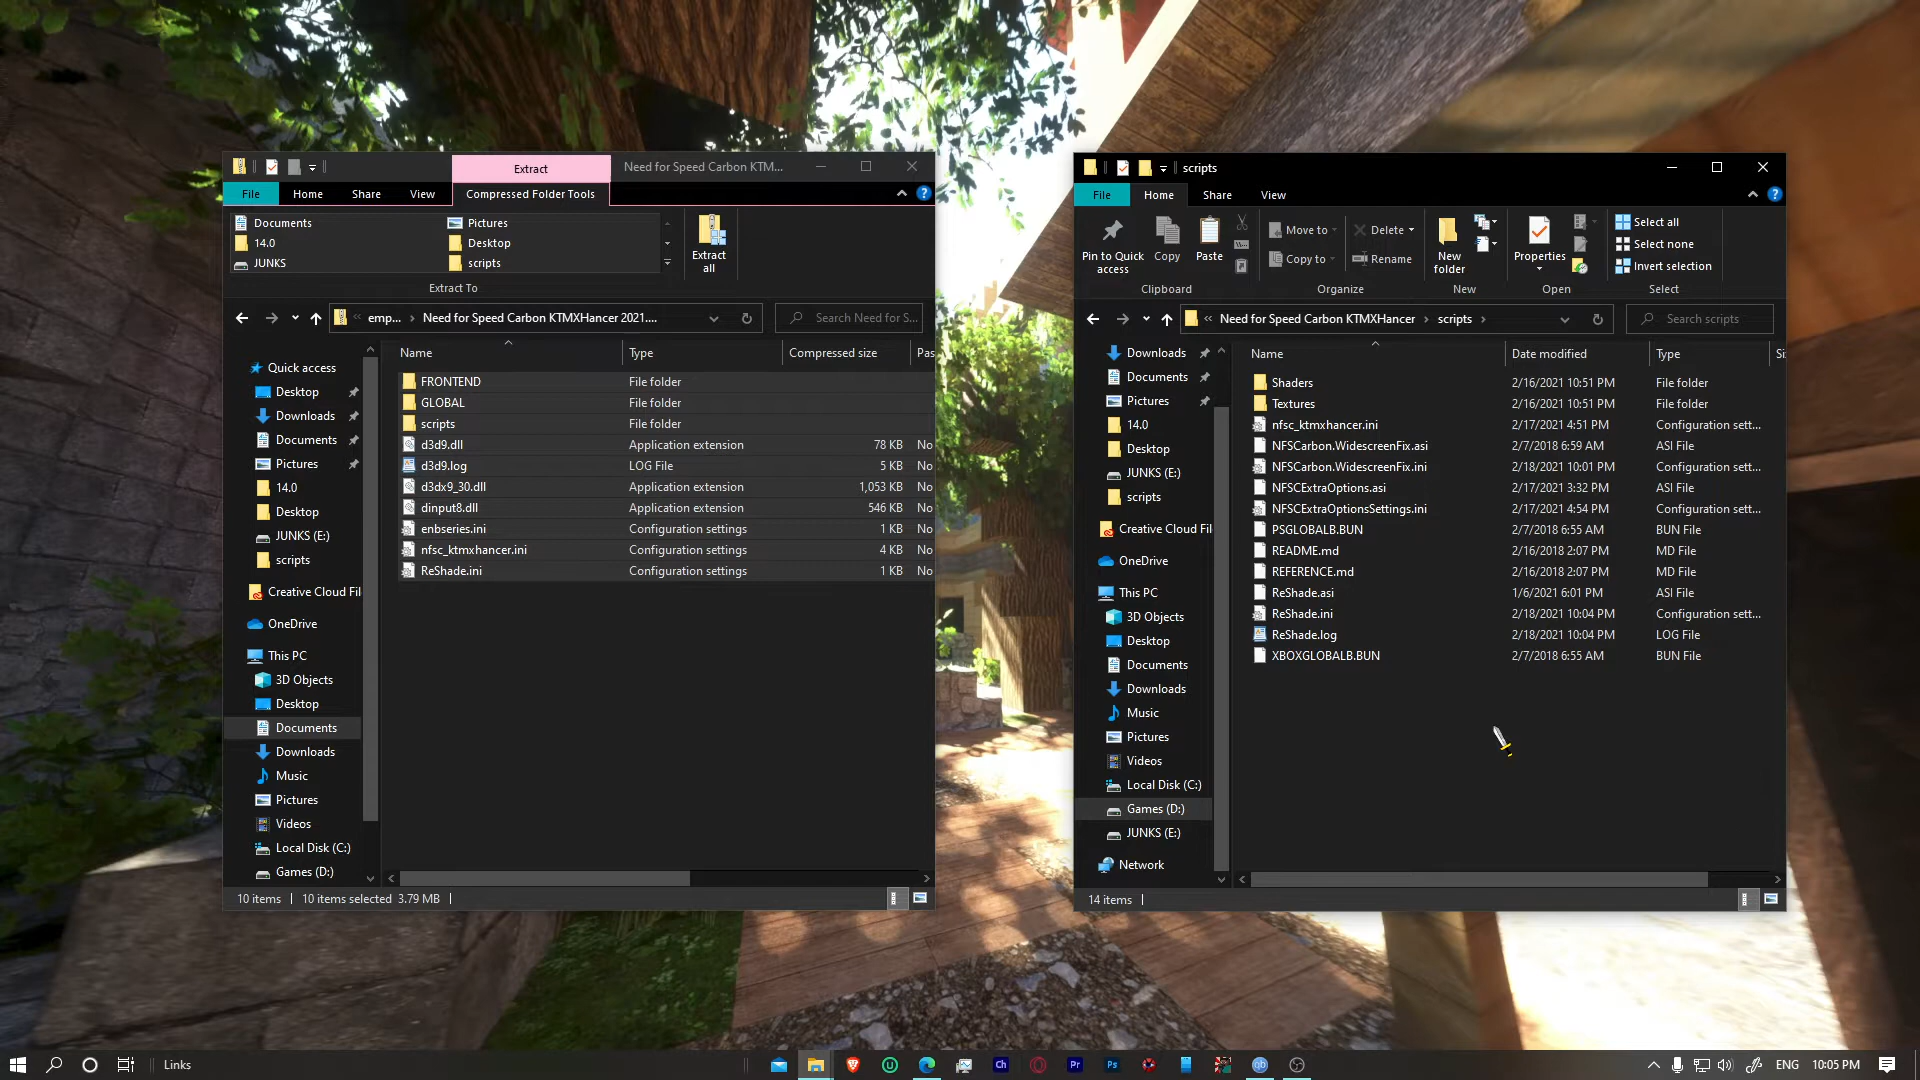 Extract
Need for Speed Carbon KTM...
File
Home
Share
View
Compressed Folder Tools
Documents
Pictures
14.0
Desktop
JUNKS
scripts
Extract all
Extract To
emp...
Need for Speed Carbon KTMXHancer 2021....
Search Need for S...
Quick access
Desktop
Downloads
Documents
Pictures
14.0
Desktop
JUNKS (E:)
scripts
Creative Cloud Fil
OneDrive
This PC
3D Objects
Desktop
Documents
Downloads
Music
Pictures
Videos
Local Disk (C:)
Games (D:)
Name Type Compressed size Pas
FRONTEND File folder
GLOBAL File folder
scripts File folder
d3d9.dll Application extension 78 KB No
d3d9.log LOG File 5 KB No
d3dx9_30.dll Application extension 1,053 KB No
dinput8.dll Application extension 546 KB No
enbseries.ini Configuration settings 1 KB No
nfsc_ktmxhancer.ini Configuration settings 4 KB No
ReShade.ini Configuration settings 1 KB No
10 items 10 items selected 3.79 MB
scripts
File
Home
Share
View
Pin to Quick access
Copy
Paste
Clipboard
Move to
Copy to
Delete
Rename
Organize
New folder
New
Properties
Open
Select all
Select none
Invert selection
Select
Need for Speed Carbon KTMXHancer
scripts
Search scripts
Downloads
Documents
Pictures
14.0
Desktop
JUNKS (E:)
scripts
Creative Cloud Fil
OneDrive
This PC
3D Objects
Desktop
Documents
Downloads
Music
Pictures
Videos
Local Disk (C:)
Games (D:)
JUNKS (E:)
Network
Name Date modified Type Si
Shaders 2/16/2021 10:51 PM File folder
Textures 2/16/2021 10:51 PM File folder
nfsc_ktmxhancer.ini 2/17/2021 4:51 PM Configuration sett...
NFSCarbon.WidescreenFix.asi 2/7/2018 6:59 AM ASI File
NFSCarbon.WidescreenFix.ini 2/18/2021 10:01 PM Configuration sett...
NFSCExtraOptions.asi 2/17/2021 3:32 PM ASI File
NFSCExtraOptionsSettings.ini 2/17/2021 4:54 PM Configuration sett...
PSGLOBALB.BUN 2/7/2018 6:55 AM BUN File
README.md 2/16/2018 2:07 PM MD File
REFERENCE.md 2/16/2018 2:07 PM MD File
ReShade.asi 1/6/2021 6:01 PM ASI File
ReShade.ini 2/18/2021 10:04 PM Configuration sett...
ReShade.log 2/18/2021 10:04 PM LOG File
XBOXGLOBALB.BUN 2/7/2018 6:55 AM BUN File
14 items
Links
Ch
Pr
Ps
qb
ENG
10:05 PM